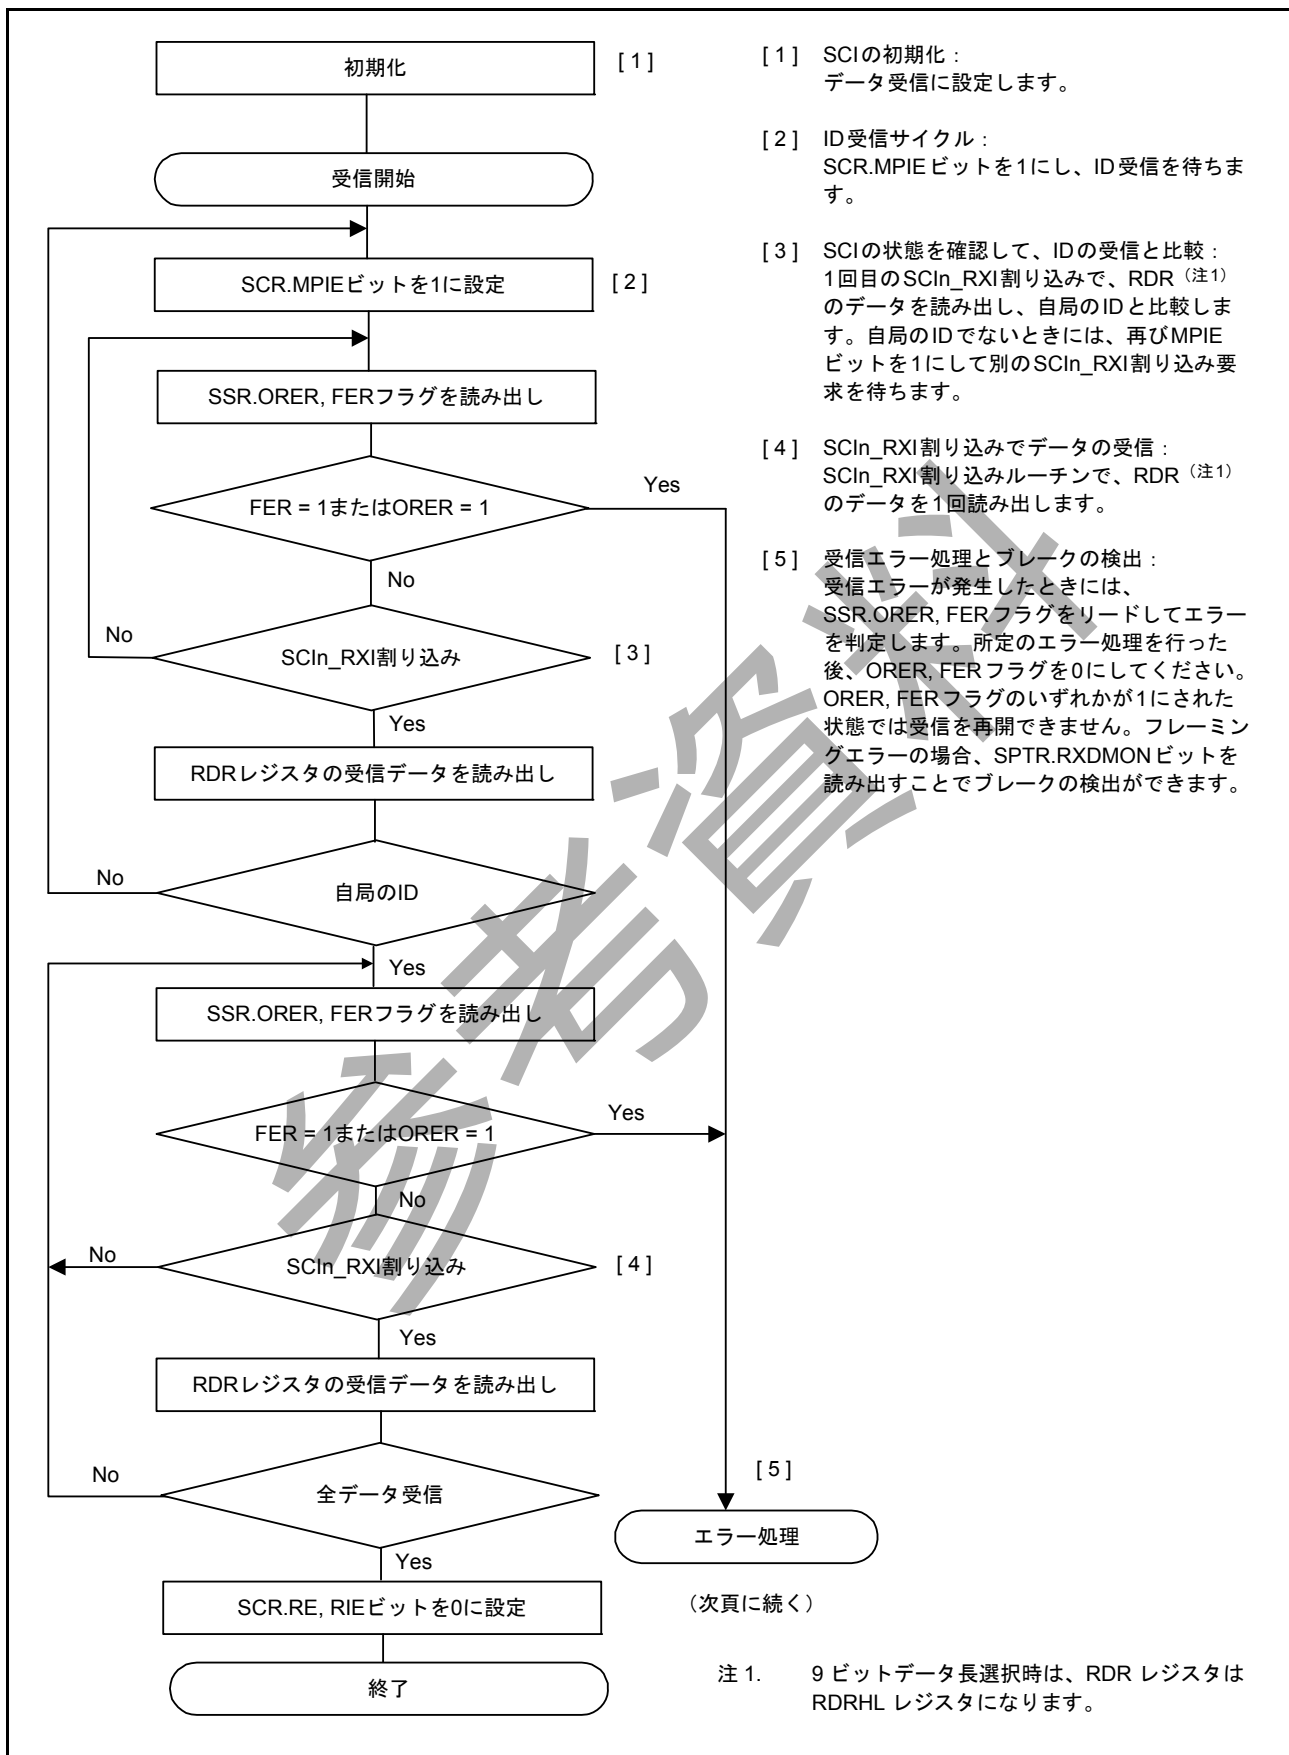 初期化
[ 1 ]
受信開始
SCR.MPIEビットを1に設定
[ 2 ]
SSR.ORER, FERフラグを読み出し
FER = 1またはORER = 1
Yes
No
No
SCIn_RXI割り込み
[ 3 ]
Yes
RDRレジスタの受信データを読み出し
No
自局のID
Yes
SSR.ORER, FERフラグを読み出し
FER = 1またはORER = 1
Yes
No
No
SCIn_RXI割り込み
[ 4 ]
Yes
RDRレジスタの受信データを読み出し
No
全データ受信
[ 5 ]
エラー処理
Yes
SCR.RE, RIEビットを0に設定
(次頁に続く)
終了
[ 1 ] SCIの初期化:
データ受信に設定します。
[ 2 ] ID受信サイクル:
SCR.MPIEビットを1にし、ID受信を待ちま
す。
[ 3 ] SCIの状態を確認して、IDの受信と比較:
1回目のSCIn_RXI割り込みで、RDR(注1)
のデータを読み出し、自局のIDと比較しま
す。自局のIDでないときには、再びMPIE
ビットを1にして別のSCIn_RXI割り込み要
求を待ちます。
[ 4 ] SCIn_RXI割り込みでデータの受信:
SCIn_RXI割り込みルーチンで、RDR(注1)
のデータを1回読み出します。
[ 5 ] 受信エラー処理とブレークの検出:
受信エラーが発生したときには、
SSR.ORER, FERフラグをリードしてエラー
を判定します。所定のエラー処理を行った
後、ORER, FERフラグを0にしてください。
ORER, FERフラグのいずれかが1にされた
状態では受信を再開できません。フレーミン
グエラーの場合、SPTR.RXDMONビットを
読み出すことでブレークの検出ができます。
注 1. 9 ビットデータ長選択時は、RDR レジスタは
RDRHL レジスタになります。
参考資料